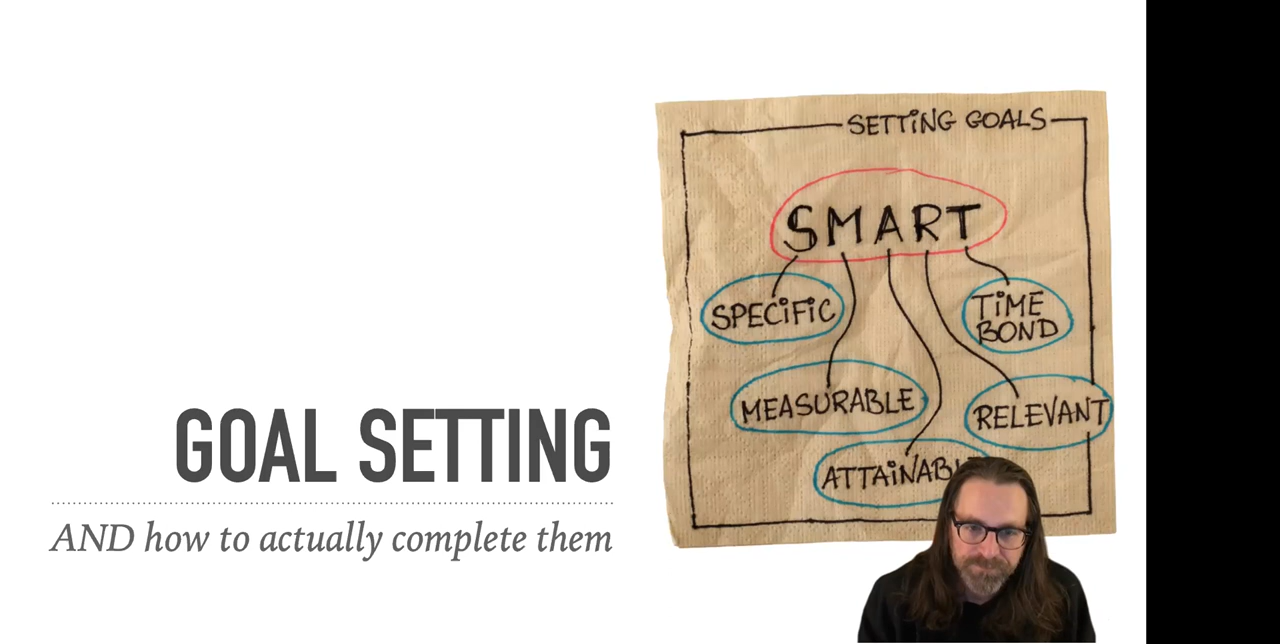 GOAL SETTING
AND how to actually complete them
SETTiNG GOALS
SMART
SPECiFiC
TiME
BOND
MEASURABLE
RELEVANT